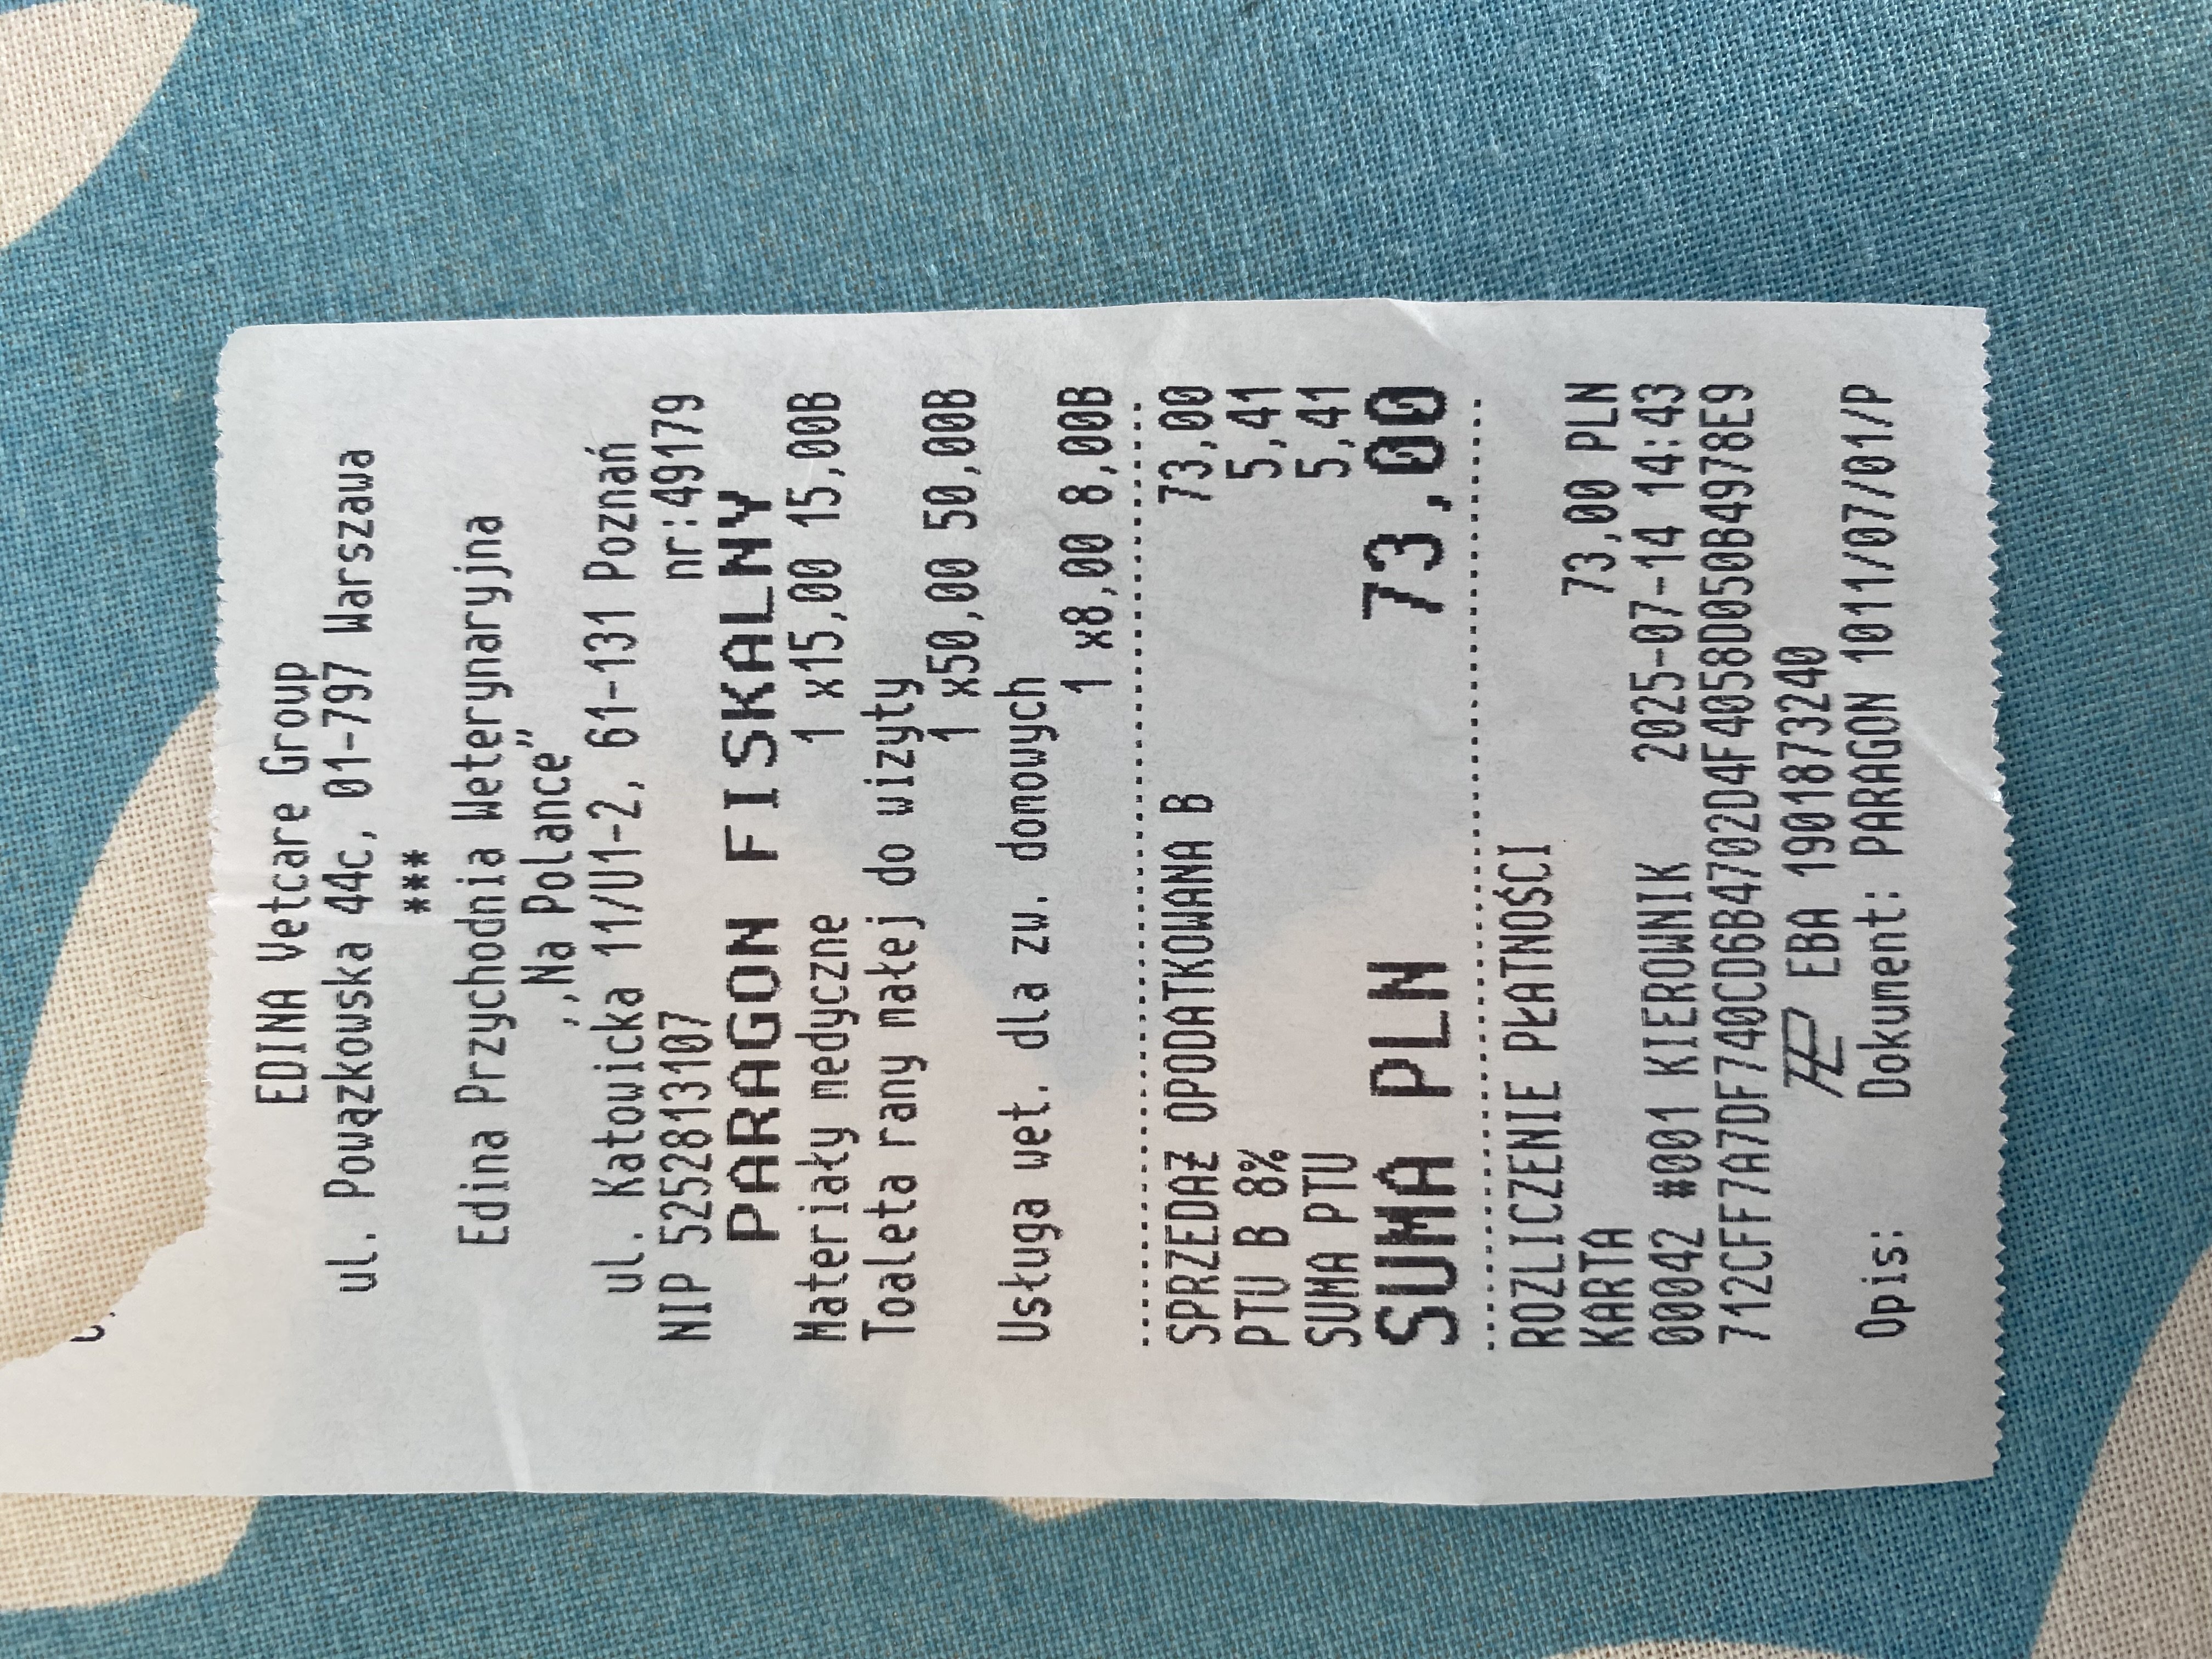 EDINA Vetcare Group
ul. Powązkowska 44c, 01-797 Warszawa
***
Edina Przychodnia Weterynaryjna
,,Na Polance”
ul. Katowicka 11/U1-2, 61-131 Poznań
NIP 5252813107 nr:49179
PARAGON FISKALNY
Materiały medyczne 1 x15,00 15,00B
Toaleta rany małej do wizyty
1 x50,00 50,00B
Usługa wet. dla zw. domowych
1 x8,00 8,00B
SPRZEDAŻ OPODATKOWANA B 73,00
PTU B 8% 5,41
SUMA PTU 5,41
SUMA PLN 73,00
ROZLICZENIE PŁATNOŚCI
KARTA 73,00 PLN
00042 #001 KIEROWNIK 2025-07-14 14:43
712CFF7A7DF740CD6B4702D4F4058D050B4978E9
EBA 1901873240
Opis: Dokument: PARAGON 1011/07/01/P